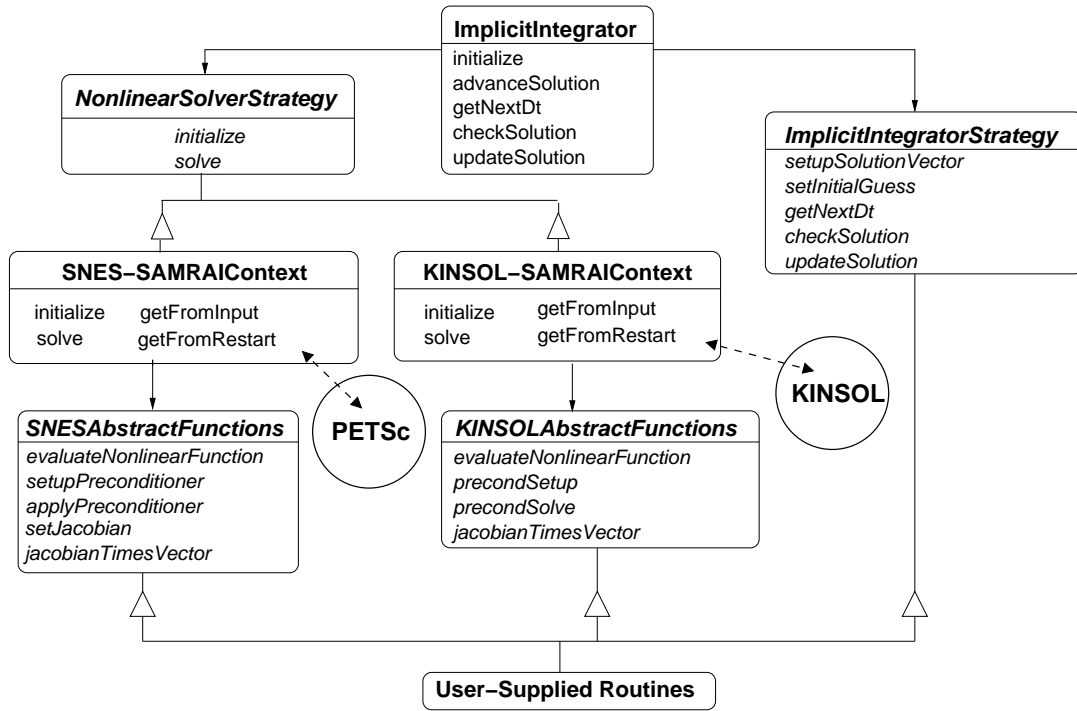 ImplicitIntegrator
initialize
advanceSolution
getNextDt
checkSolution
updateSolution
NonlinearSolverStrategy
initialize
solve
ImplicitIntegratorStrategy
setupSolutionVector
setInitialGuess
getNextDt
checkSolution
updateSolution
SNES–SAMRAIContext
initialize getFromInput
solve getFromRestart
KINSOL–SAMRAIContext
initialize getFromInput
solve getFromRestart
PETSc
KINSOL
SNESAbstractFunctions
evaluateNonlinearFunction
setupPreconditioner
applyPreconditioner
setJacobian
jacobianTimesVector
KINSOLAbstractFunctions
evaluateNonlinearFunction
precondSetup
precondSolve
jacobianTimesVector
User–Supplied Routines